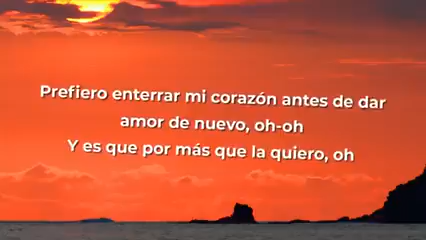 Prefiero enterrar mi corazón antes de dar
amor de nuevo, oh-oh
Y es que por más que la quiero, oh